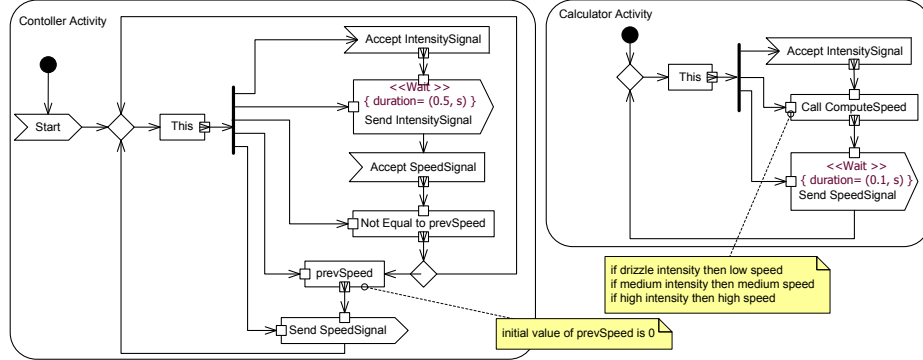 Contoller Activity
Start
This
Accept IntensitySignal
<<Wait >>
{ duration= (0.5, s) }
Send IntensitySignal
Accept SpeedSignal
Not Equal to prevSpeed
prevSpeed
Send SpeedSignal
initial value of prevSpeed is 0
Calculator Activity
This
Accept IntensitySignal
Call ComputeSpeed
<<Wait >>
{ duration= (0.1, s) }
Send SpeedSignal
if drizzle intensity then low speed
if medium intensity then medium speed
if high intensity then high speed